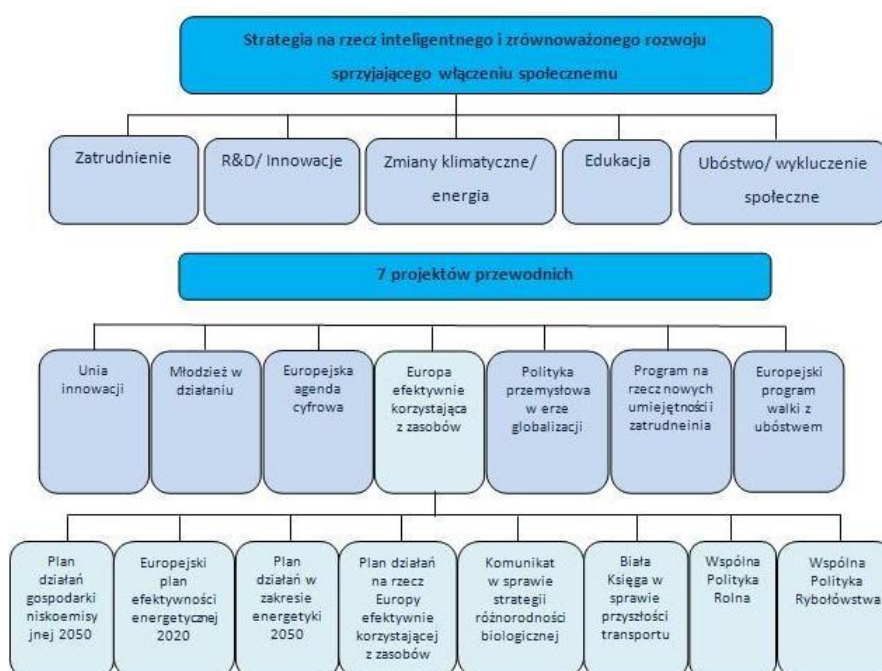 Strategia na rzecz inteligentnego i zrównoważonego rozwoju
sprzyjającego włączeniu społecznemu
Zatrudnienie
R&D/ Innowacje
Zmiany klimatyczne/
energia
Edukacja
Ubóstwo/ wykluczenie
społeczne
7 projektów przewodnich
Unia
innowacji
Młodzież w
działaniu
Europejska
agenda
cyfrowa
Europa
efektywnie
korzystająca
z zasobów
Polityka
przemysłowa
w erze
globalizacji
Program na
rzecz nowych
umiejętności i
zatrudneinia
Europejski
program
walki z
ubóstwem
Plan
działań
gospodarki
niskoemisy
jnej 2050
Europejski
plan
efektywności
energetycznej
2020
Plan
działań w
zakresie
energetyki
2050
Plan działań
na rzecz
Europy
efektywnie
korzystającej
z zasobów
Komunikat
w sprawie
strategii
różnorodności
biologicznej
Biała
Księga w
sprawie
przyszłości
transportu
Wspólna
Polityka
Rolna
Wspólna
Polityka
Rybołówstwa